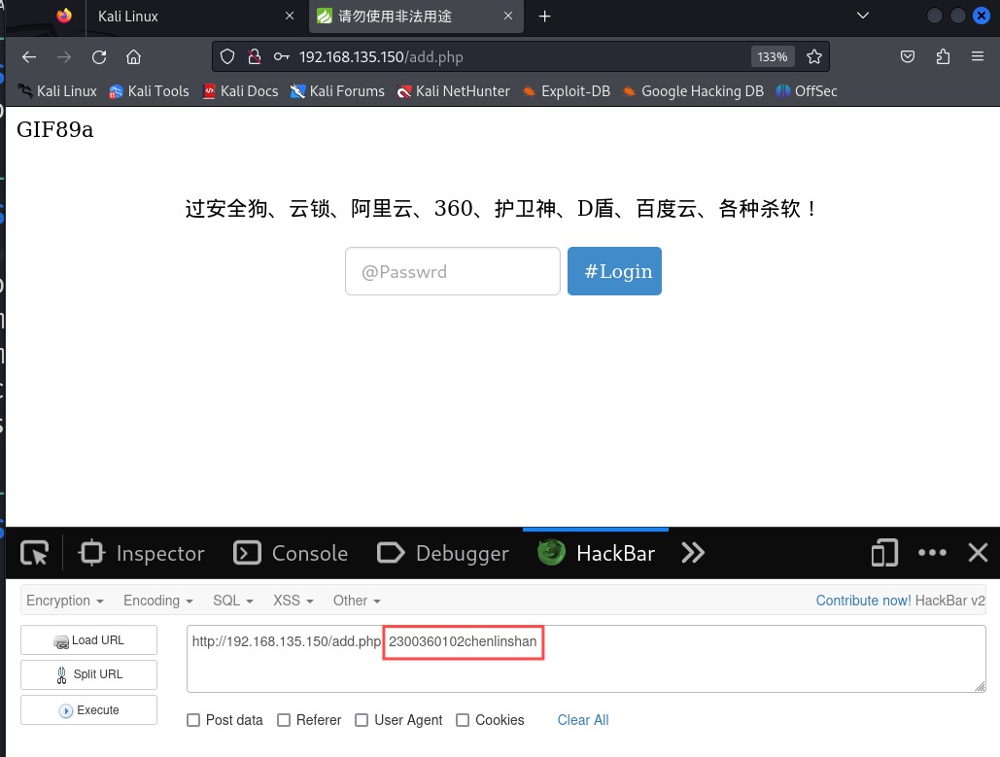 Kali Linux
请勿使用非法用途
192.168.135.150/add.php
133%
Kali Linux Kali Tools Kali Docs Kali Forums Kali NetHunter Exploit-DB Google Hacking DB OffSec
GIF89a
过安全狗、云锁、阿里云、360、护卫神、D盾、百度云、各种杀软！
@Passwrd #Login
Inspector Console Debugger HackBar
Encryption Encoding SQL XSS Other Contribute now! HackBar v2
Load URL http://192.168.135.150/add.php 2300360102chenlinshan
Split URL
Execute
Post data Referer User Agent Cookies Clear All